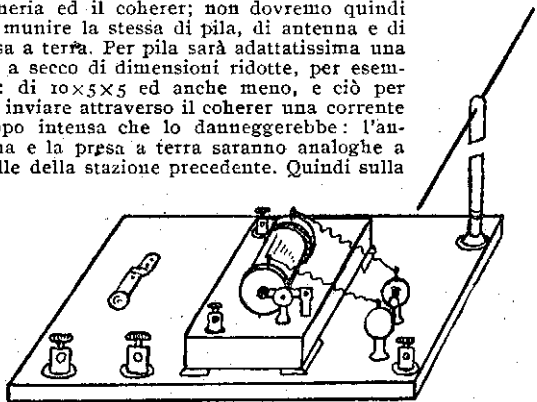 neria ed il coherer; non dovremo quindi
munire la stessa di pila, di antenna e di
sa a terra. Per pila sarà adattatissima una
a secco di dimensioni ridotte, per esem-
di 10×5×5 ed anche meno, e ciò per
inviare attraverso il coherer una corrente
po intensa che lo danneggerebbe: l'an-
na e la presa a terra saranno analoghe a
lle della stazione precedente. Quindi sulla